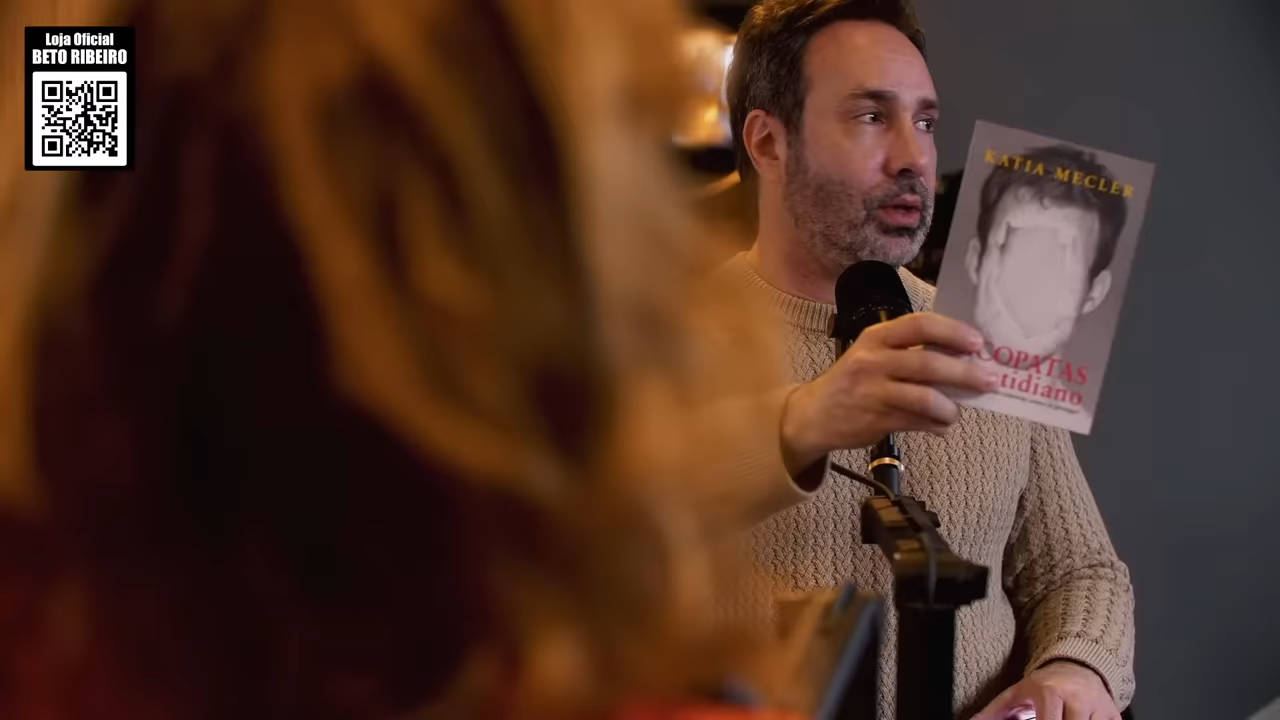 Loja Oficial
BETO RIBEIRO
KATIA MECLER
COPATAS
tidiano